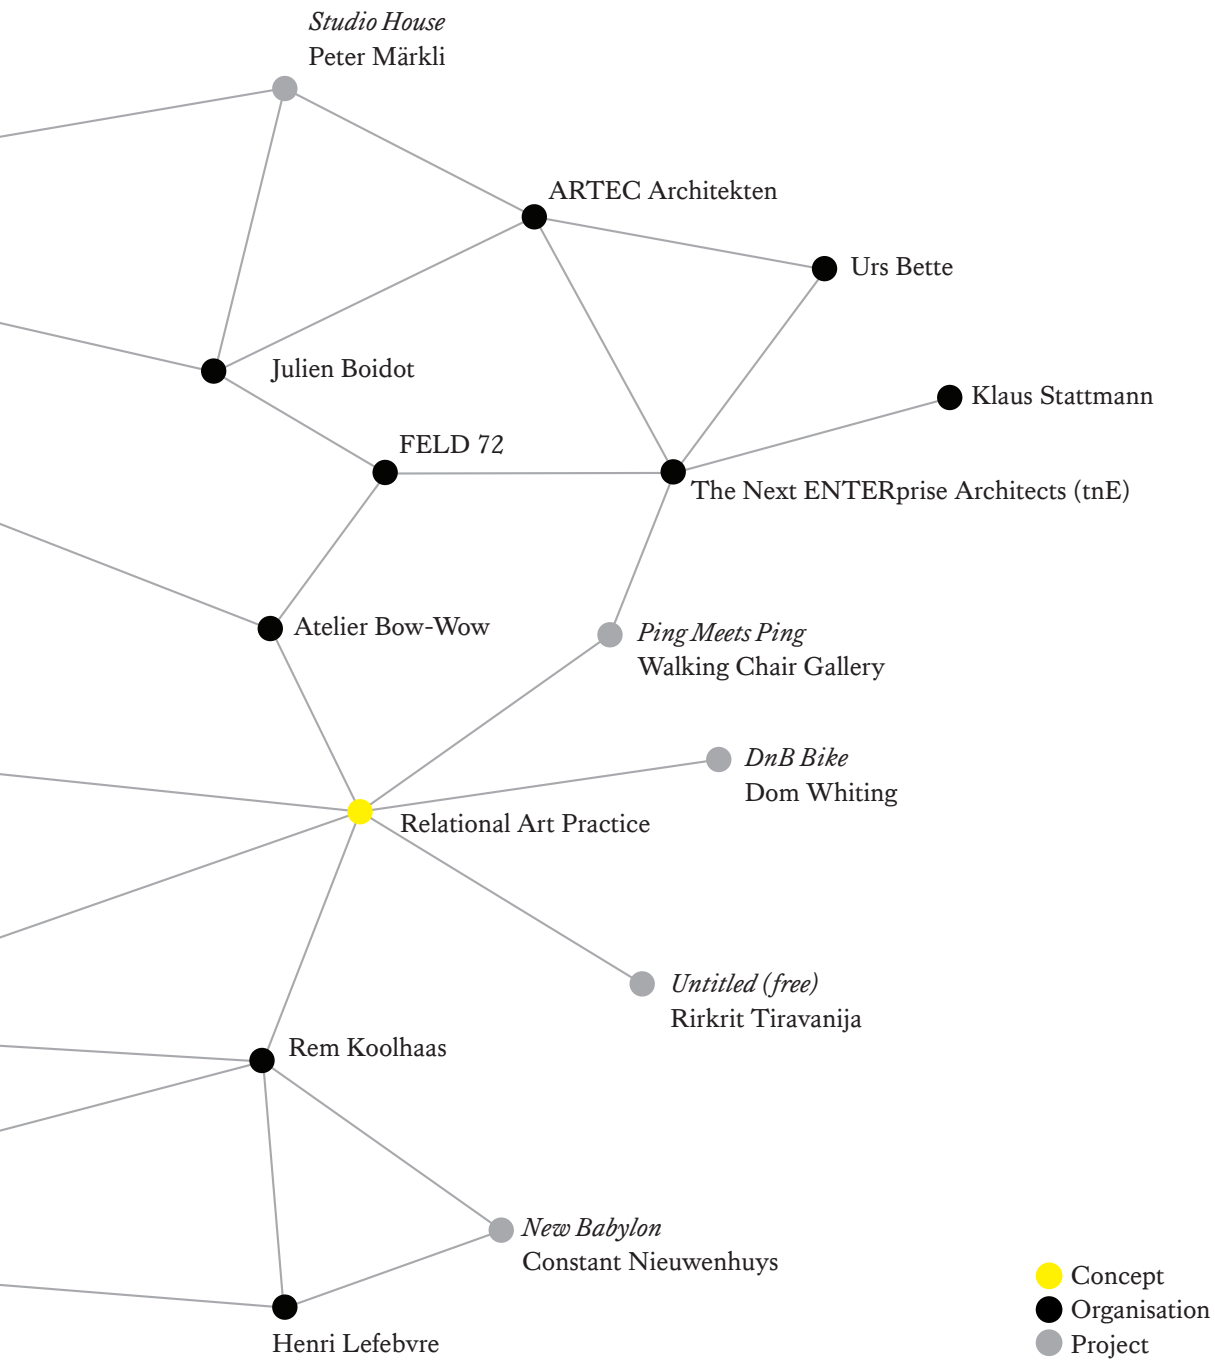 Studio House
Peter Märkli
ARTEC Architekten
Urs Bette
Julien Boidot
Klaus Stattmann
FELD 72
The Next ENTERprise Architects (tnE)
Atelier Bow-Wow
Ping Meets Ping
Walking Chair Gallery
DnB Bike
Dom Whiting
Relational Art Practice
Untitled (free)
Rirkrit Tiravanija
Rem Koolhaas
New Babylon
Constant Nieuwenhuys
Henri Lefebvre
Concept
Organisation
Project